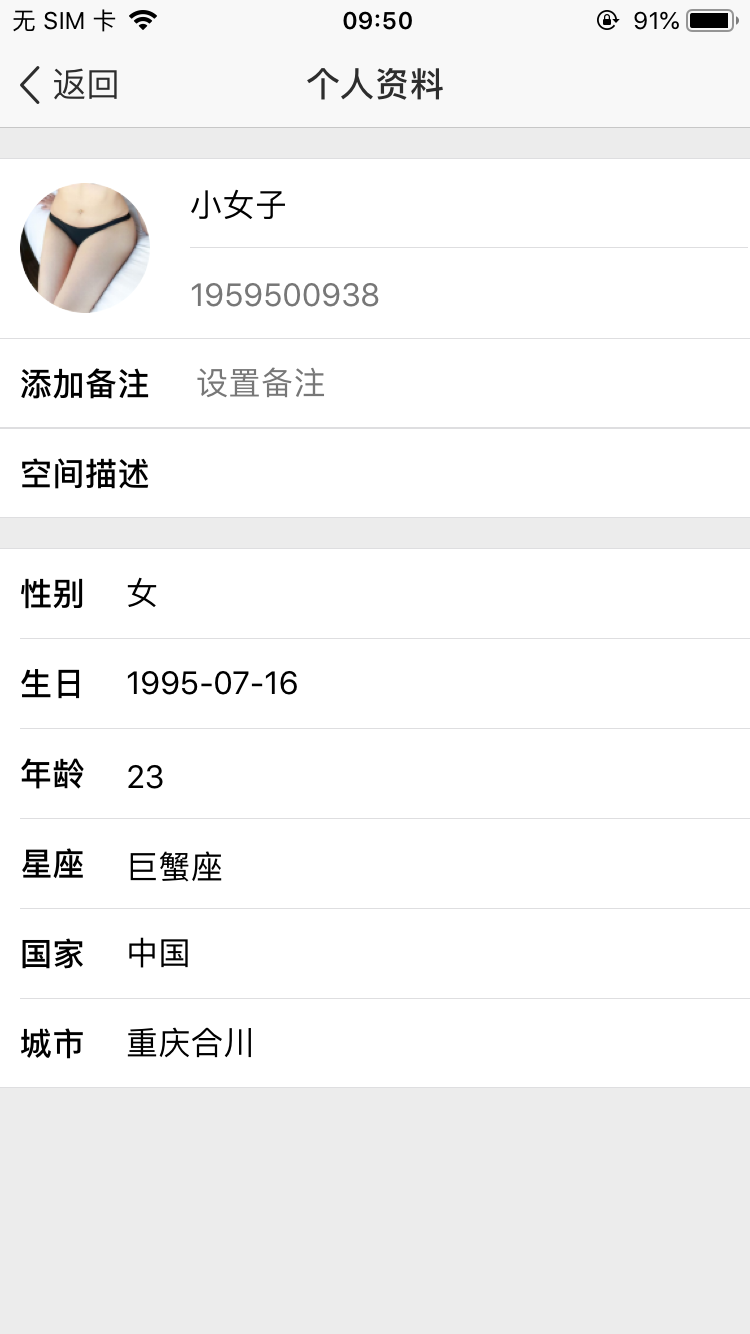 无 SIM 卡 09:50 91%
返回 个人资料
小女子
1959500938
添加备注 设置备注
空间描述
性别 女
生日 1995-07-16
年龄 23
星座 巨蟹座
国家 中国
城市 重庆合川